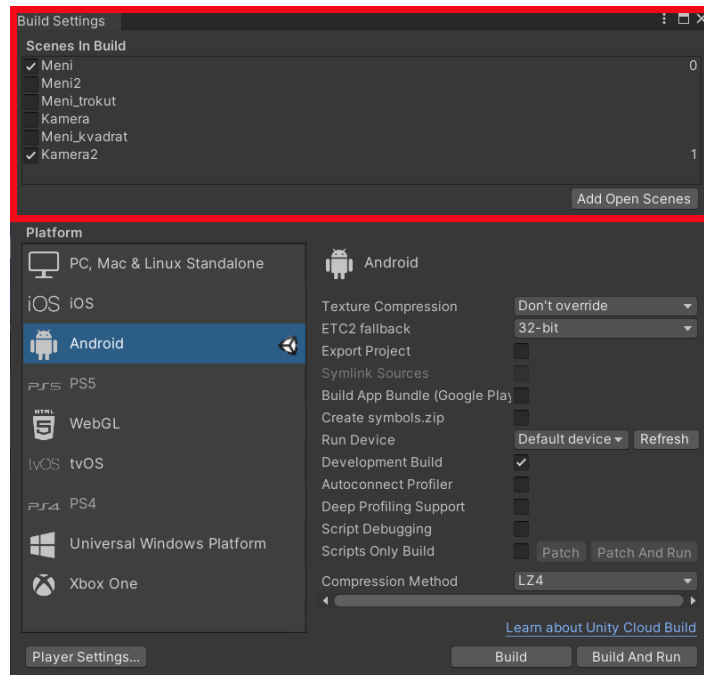 Build Settings
Scenes In Build
Meni 0
Meni2
Meni_trokut
Kamera
Meni_kvadrat
Kamera2 1
Add Open Scenes
Platform
PC, Mac & Linux Standalone
iOS iOS
Android
PS5 PS5
HTML 5 WebGL
tvOS tvOS
PS4 PS4
Universal Windows Platform
Xbox One
Android
Texture Compression Don't override
ETC2 fallback 32-bit
Export Project
Symlink Sources
Build App Bundle (Google Play
Create symbols.zip
Run Device Default device Refresh
Development Build
Autoconnect Profiler
Deep Profiling Support
Script Debugging
Scripts Only Build Patch Patch And Run
Compression Method LZ4
Learn about Unity Cloud Build
Player Settings... Build Build And Run